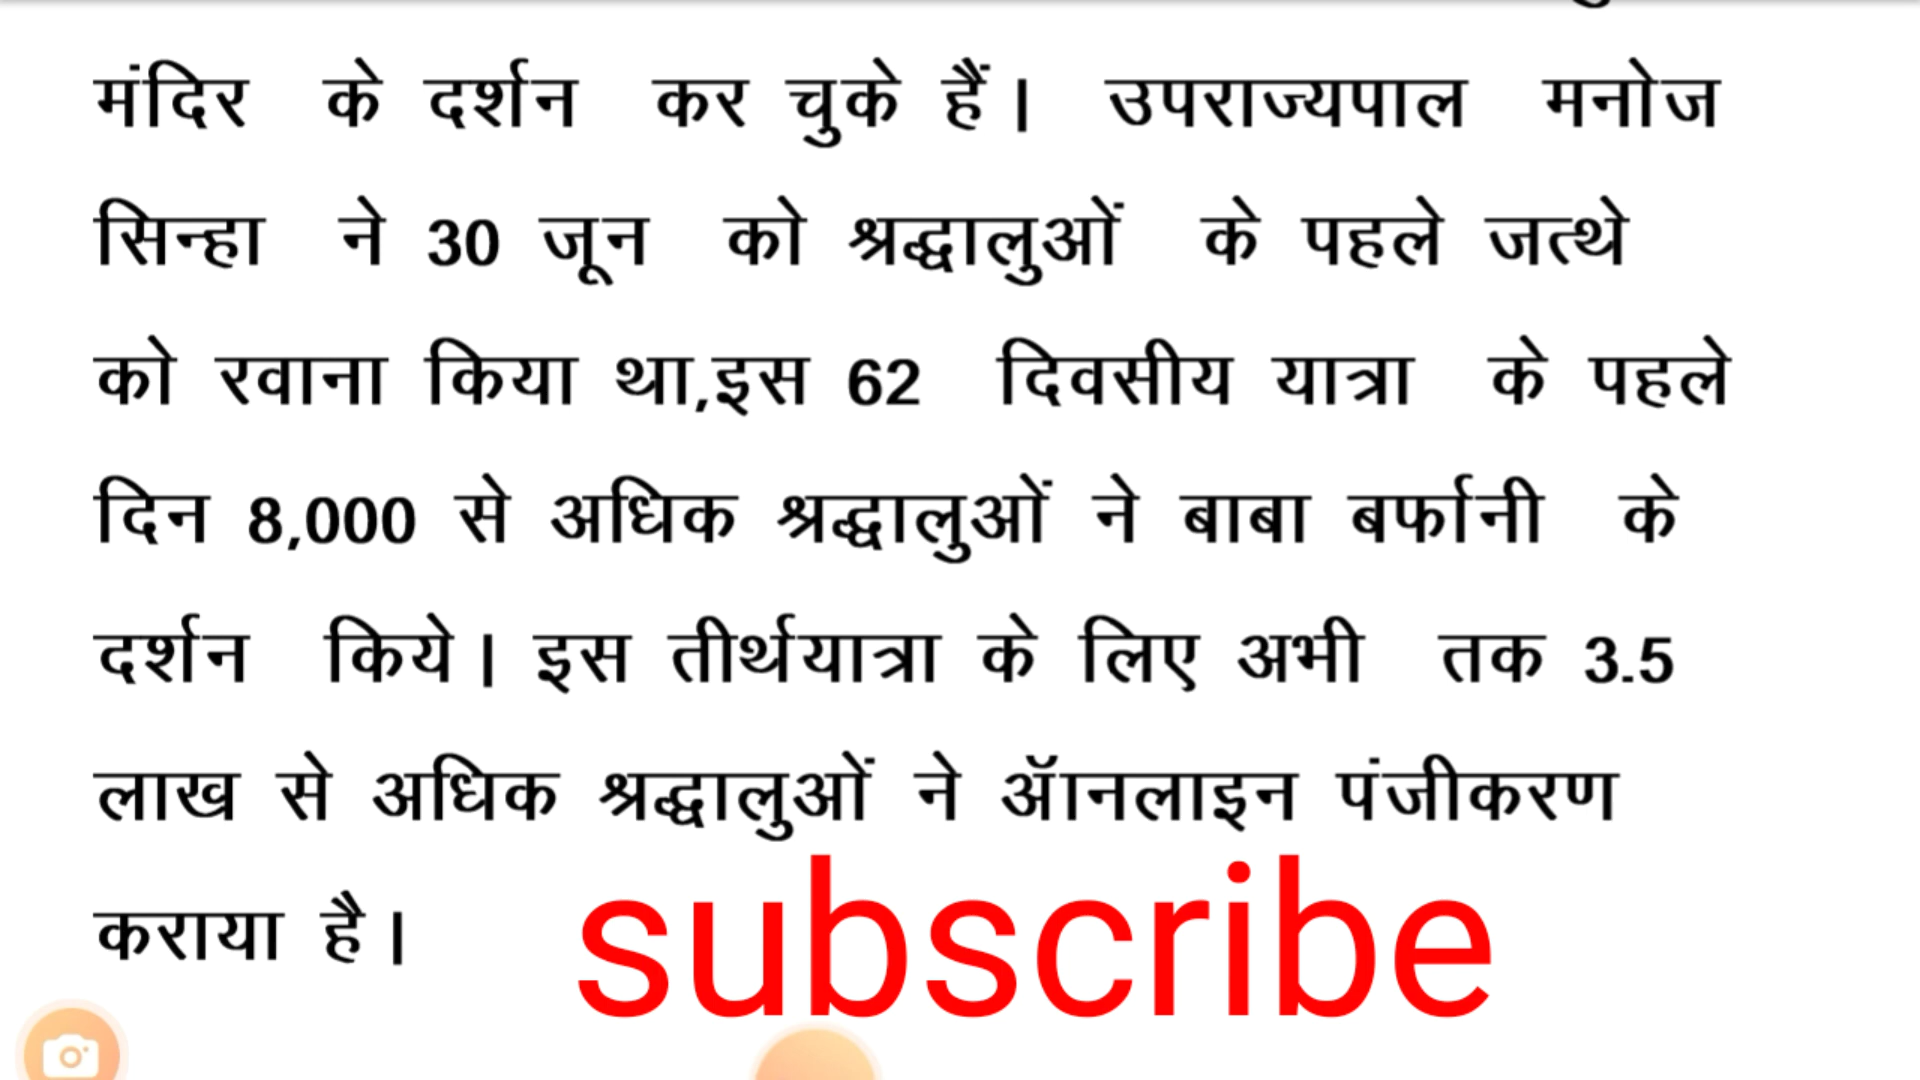 मंदिर के दर्शन कर चुके हैं। उपराज्यपाल मनोज
सिन्हा ने 30 जून को श्रद्धालुओं के पहले जत्थे
को रवाना किया था,इस 62 दिवसीय यात्रा के पहले
दिन 8,000 से अधिक श्रद्धालुओं ने बाबा बर्फानी के
दर्शन किये। इस तीर्थयात्रा के लिए अभी तक 3.5
लाख से अधिक श्रद्धालुओं ने ऑनलाइन पंजीकरण
कराया है।
subscribe